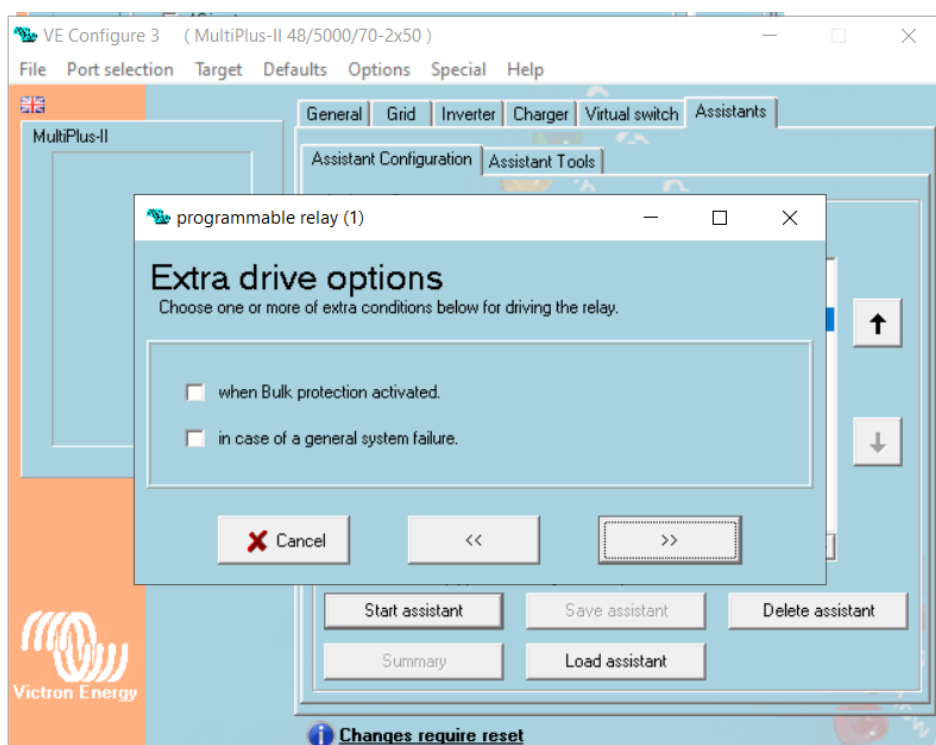 VE Configure 3 ( MultiPlus-II 48/5000/70-2x50 )
File Port selection Target Defaults Options Special Help
General Grid Inverter Charger Virtual switch Assistants
MultiPlus-II
Assistant Configuration Assistant Tools
programmable relay (1)
Extra drive options
Choose one or more of extra conditions below for driving the relay.
when Bulk protection activated.
in case of a general system failure.
Cancel << >>
Start assistant Save assistant Delete assistant
Summary Load assistant
Victron Energy
Changes require reset